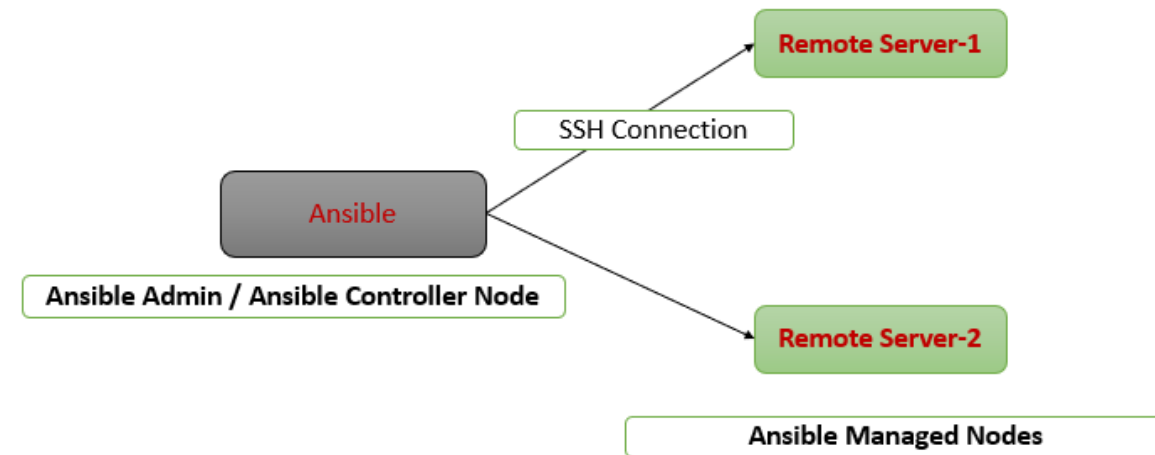 Remote Server-1
SSH Connection
Ansible
Ansible Admin / Ansible Controller Node
Remote Server-2
Ansible Managed Nodes